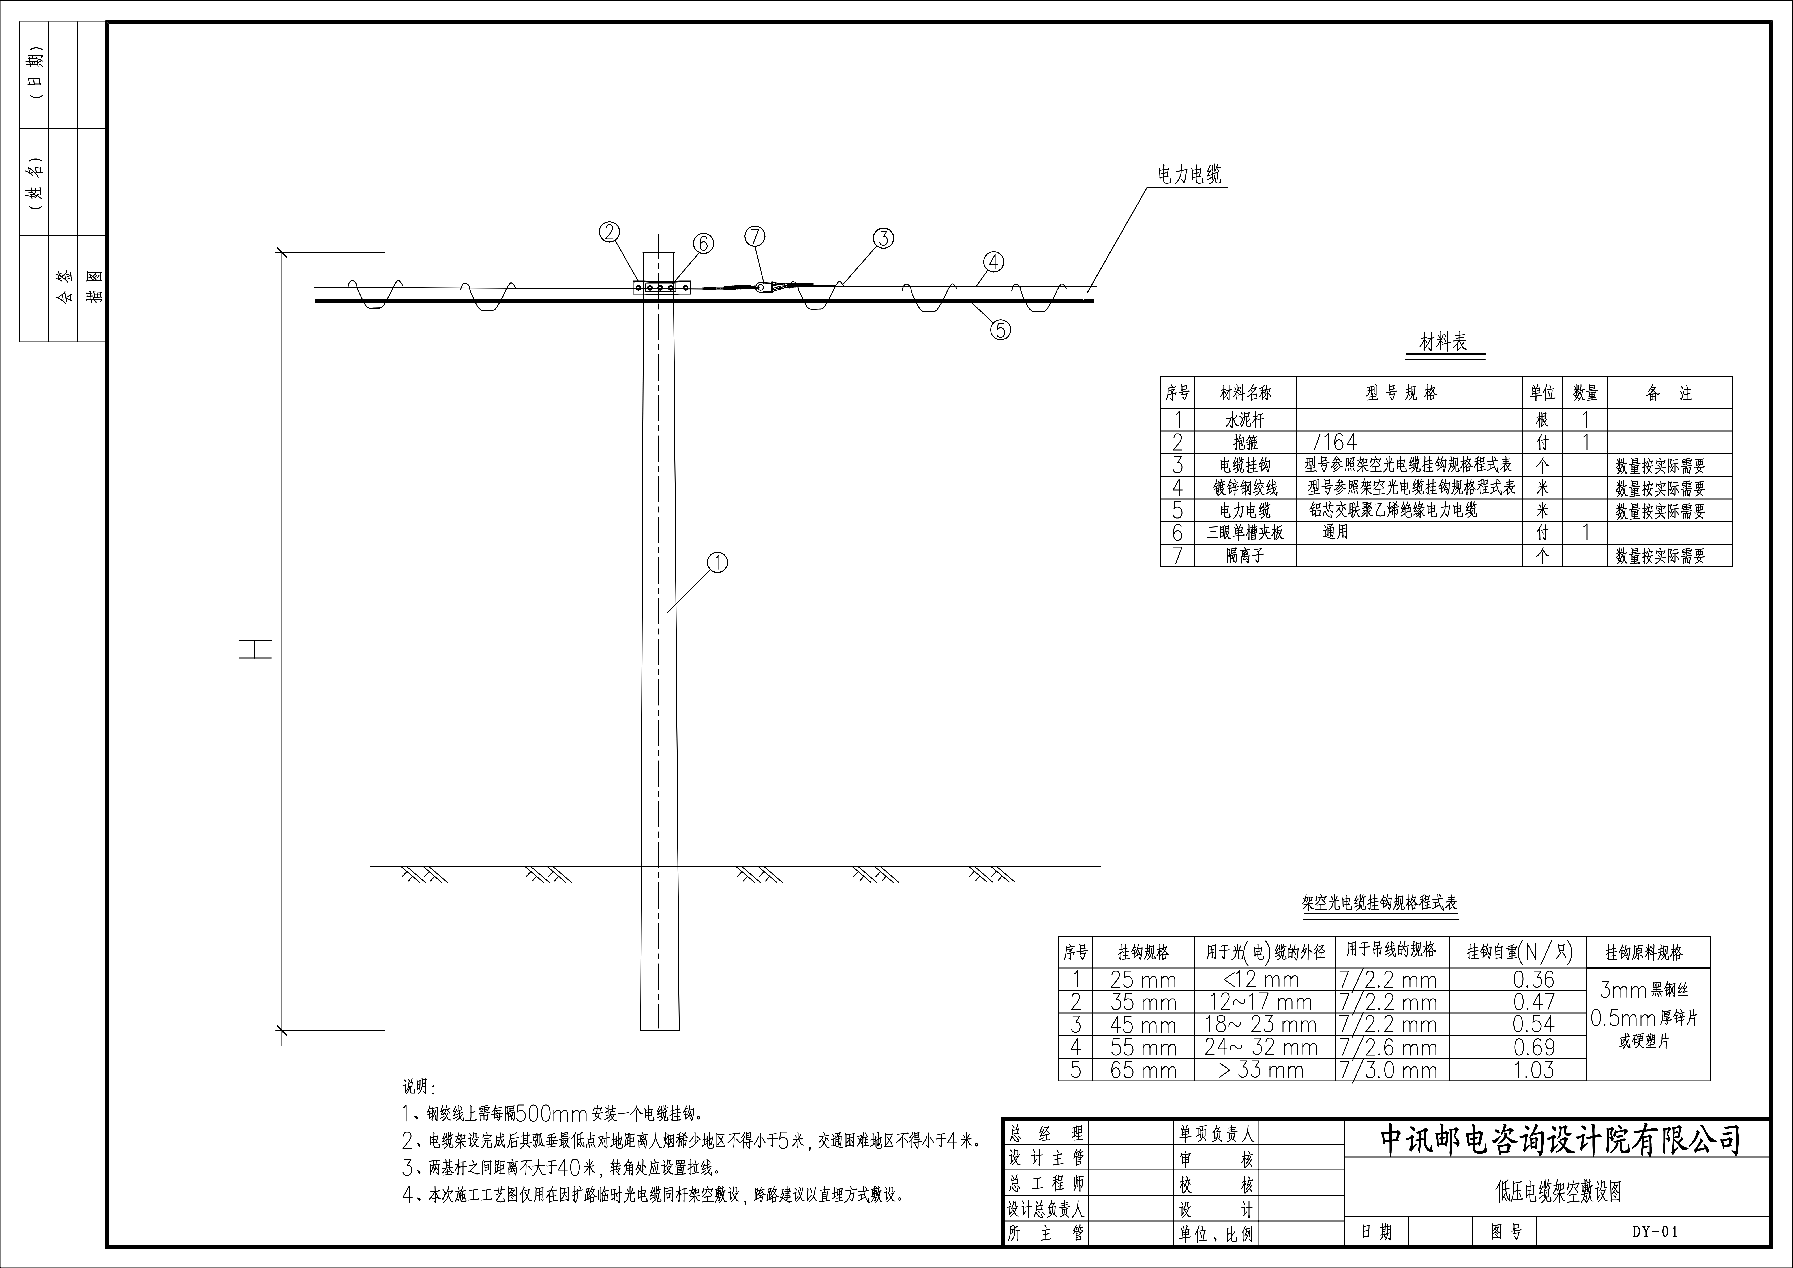 (日 期)
(姓 名)
会 签
描 图
电力电缆
2
6
7
3
4
5
1
H
材料表
序号 材料名称 型 号 规 格 单位 数量 备 注
1 水泥杆 根 1
2 抱箍 /164 付 1
3 电缆挂钩 型号参照架空光电缆挂钩规格程式表 个 数量按实际需要
4 镀锌钢绞线 型号参照架空光电缆挂钩规格程式表 米 数量按实际需要
5 电力电缆 铝芯交联聚乙烯绝缘电力电缆 米 数量按实际需要
6 三眼单槽夹板 通用 付 1
7 隔离子 个 数量按实际需要
架空光电缆挂钩规格程式表
序号 挂钩规格 用于光(电)缆的外径 用于吊线的规格 挂钩自重(N/只) 挂钩原料规格
1 25 mm <12 mm 7/2.2 mm 0.36
2 35 mm 12~17 mm 7/2.2 mm 0.47
3 45 mm 18~ 23 mm 7/2.2 mm 0.54
4 55 mm 24~ 32 mm 7/2.6 mm 0.69
5 65 mm > 33 mm 7/3.0 mm 1.03
3mm黑钢丝
0.5mm厚锌片
或硬塑片
说明：
1、钢绞线上需每隔500mm安装一个电缆挂钩。
2、电缆架设完成后其弧垂最低点对地距离人烟稀少地区不得小于5米，交通困难地区不得小于4米。
3、两基杆之间距离不大于40米，转角处应设置拉线。
4、本次施工工艺图仅用在因扩路临时光电缆同杆架空敷设，跨路建议以直埋方式敷设。
总 经 理 单项负责人
设 计 主 管 审 核
总 工 程 师 校 核
设计总负责人 设 计
所 主 管 单位、比例
中讯邮电咨询设计院有限公司
低压电缆架空敷设图
日 期 图 号 DY-01